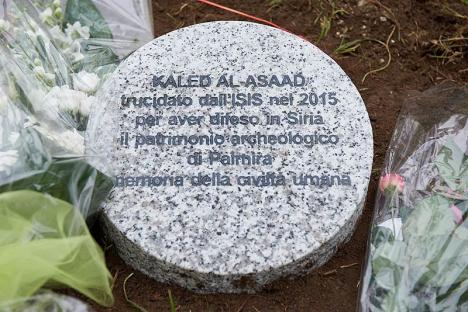 KALED AL-ASAAD
trucidato dall'ISIS nel 2015
per aver difeso in Siria
il patrimonio archeologico
di Palmira
memoria della civiltà umana